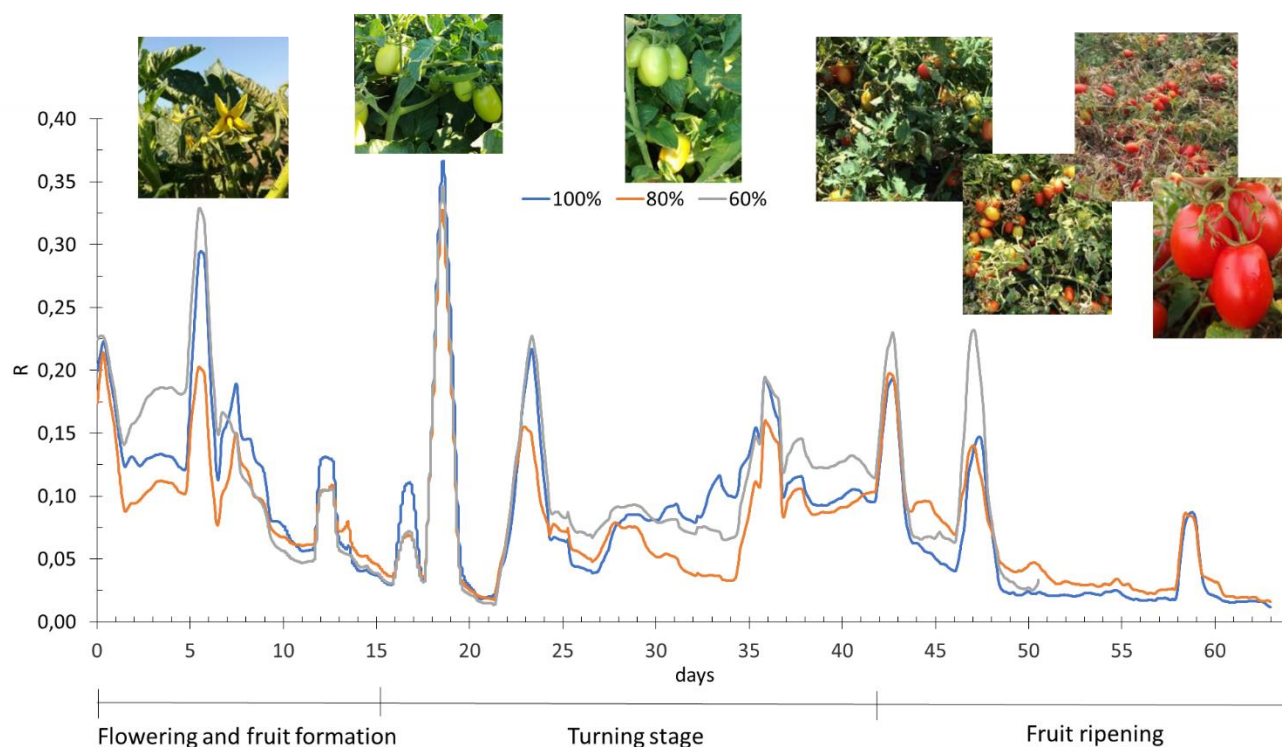 0,40
0,35
0,30
0,25
0,20
0,15
0,10
0,05
0,00
R
100% 80% 60%
0 5 10 15 20 25 30 35 40 45 50 55 60
days
Flowering and fruit formation Turning stage Fruit ripening